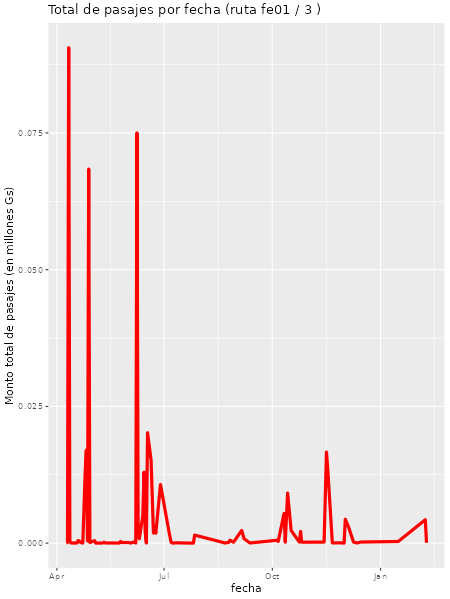 Total de pasajes por fecha (ruta fe01 / 3 )
Monto total de pasajes (en millones Gs)
0.075
0.050
0.025
0.000
Apr
Jul
Oct
Jan
fecha